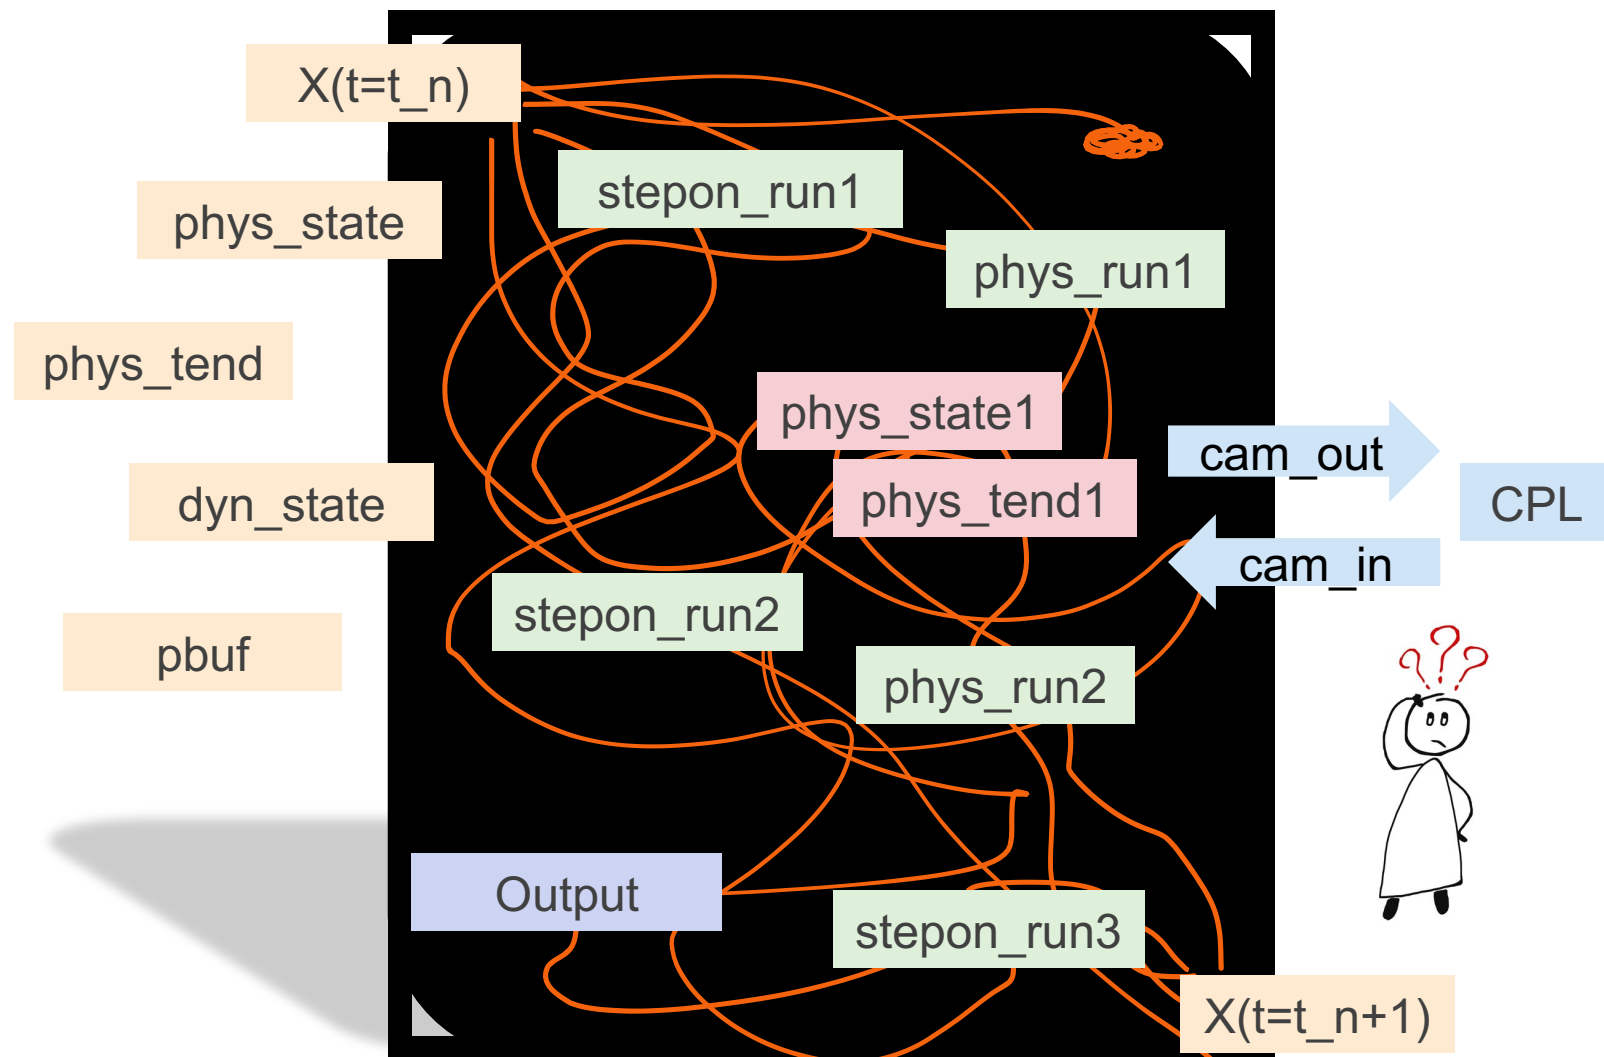 X(t=t_n)
stepon_run1
phys_state
phys_run1
phys_tend
phys_state1
cam_out
dyn_state
phys_tend1
CPL
cam_in
stepon_run2
pbuf
phys_run2
? ? ?
Output
stepon_run3
X(t=t_n+1)